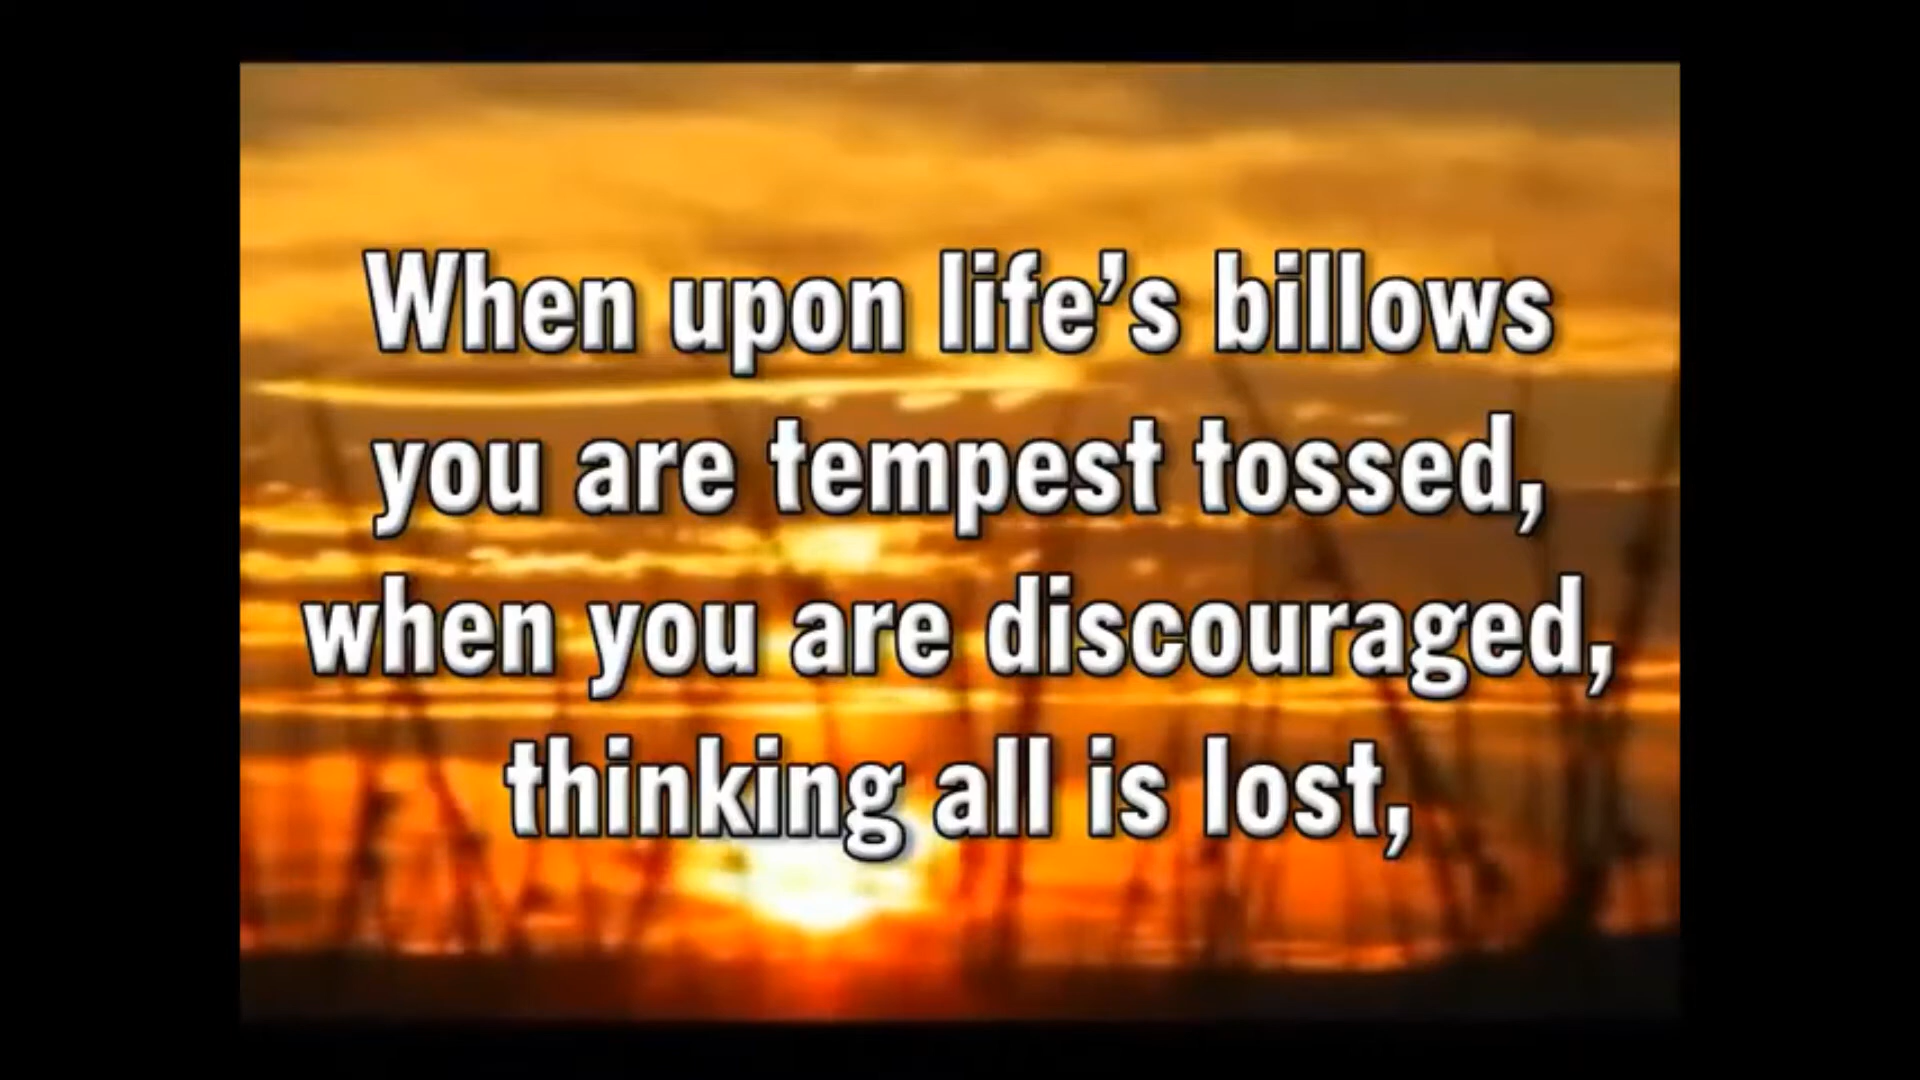 When upon life’s billows
you are tempest tossed,
when you are discouraged,
thinking all is lost,